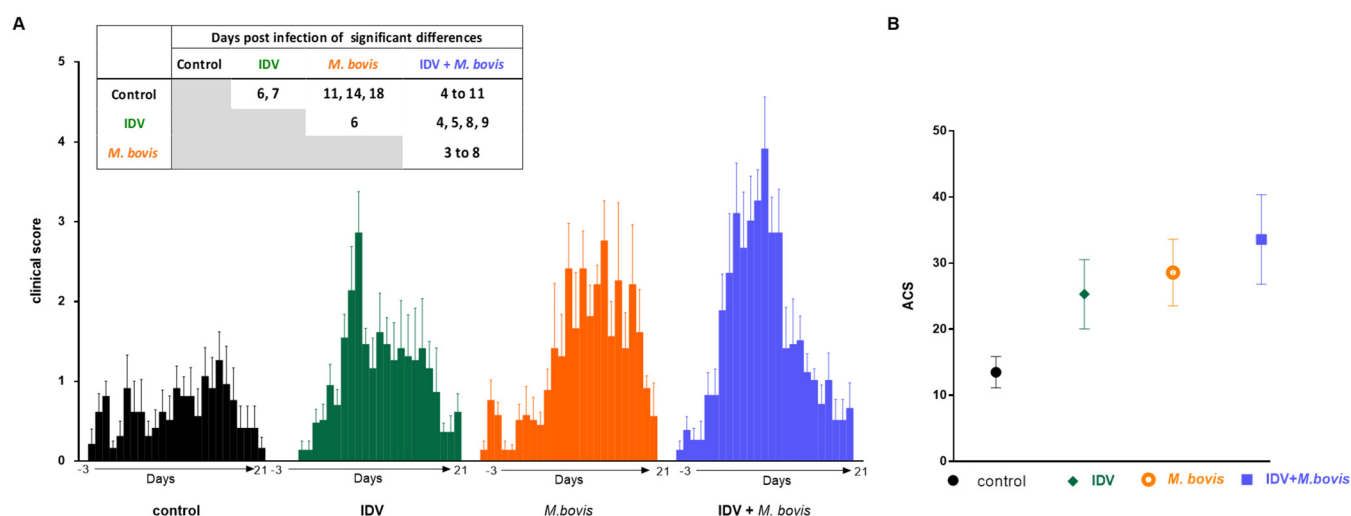 A
B
Days post infection of significant differences
Control IDV M. bovis IDV + M. bovis
Control 6, 7 11, 14, 18 4 to 11
IDV 6 4, 5, 8, 9
M. bovis 3 to 8
5
4
3
2
1
0
clinical score
-3 Days 21
-3 Days 21
-3 Days 21
-3 Days 21
control
IDV
M.bovis
IDV + M. bovis
50
40
30
20
10
0
ACS
control
IDV
M. bovis
IDV+M.bovis